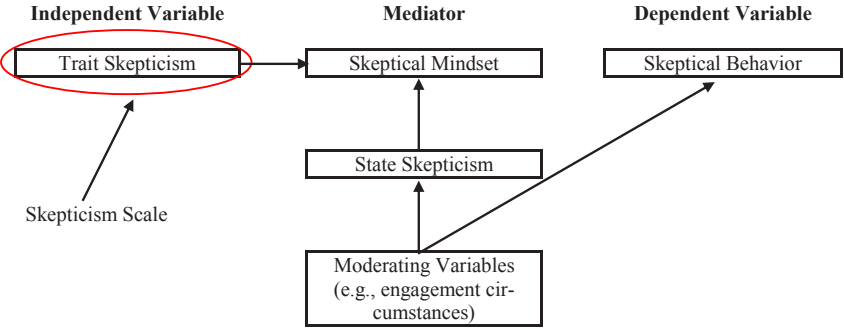 Independent Variable
Mediator
Dependent Variable
Trait Skepticism
Skeptical Mindset
Skeptical Behavior
State Skepticism
Skepticism Scale
Moderating Variables
(e.g., engagement cir-
cumstances)